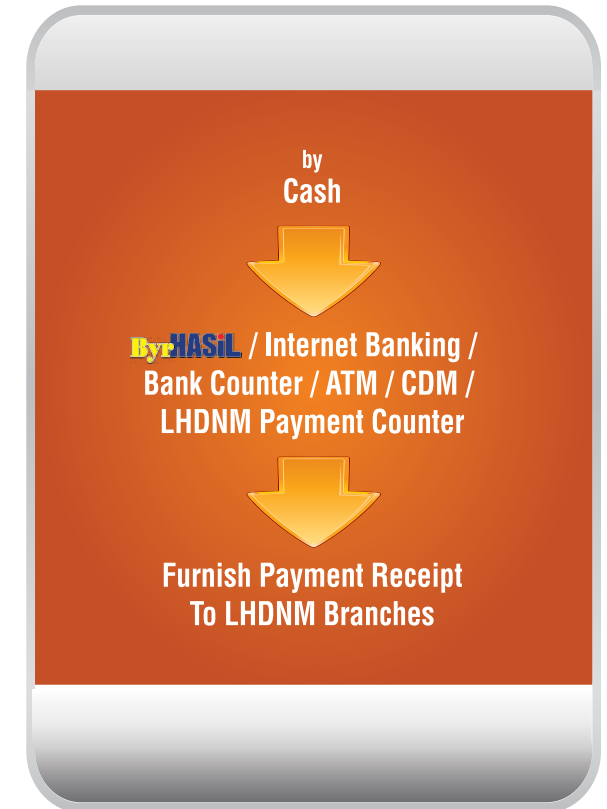 by
Cash
ByrHASiL / Internet Banking /
Bank Counter / ATM / CDM /
LHDNM Payment Counter
Furnish Payment Receipt
To LHDNM Branches